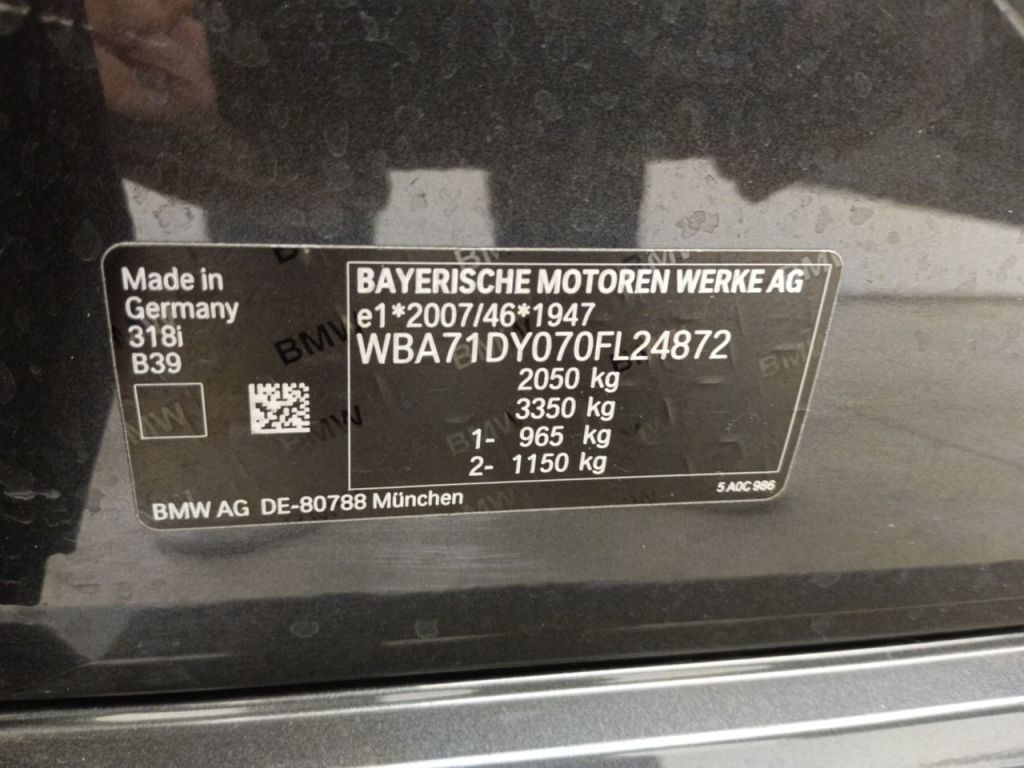 Made in
Germany
318i
B39
BMW AG DE-80788 München
BAYERISCHE MOTOREN WERKE AG
e1*2007/46*1947
WBA71DY070FL24872
2050 kg
3350 kg
1- 965 kg
2- 1150 kg
5 A0C 986